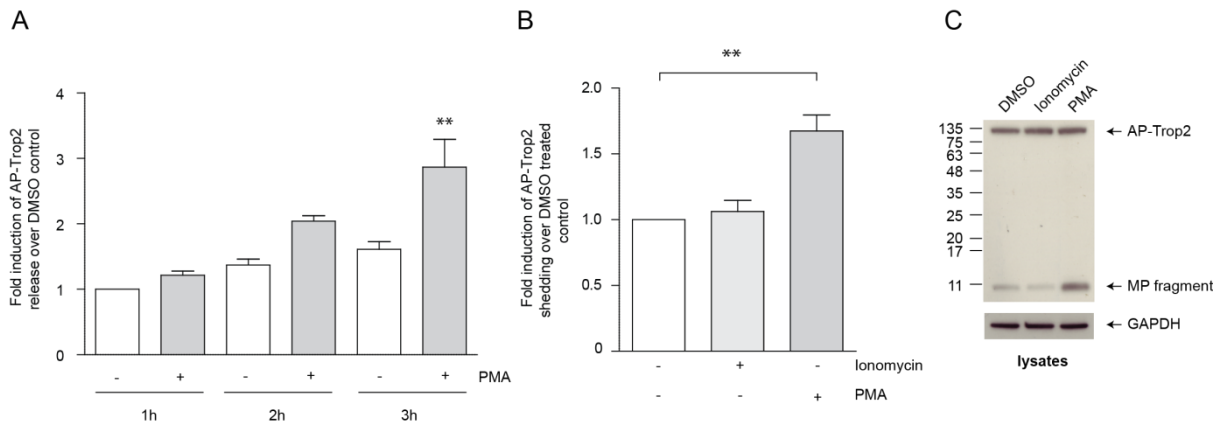 A
Fold induction of AP-Trop2
release over DMSO control
4
3
2
1
0
**
- + - + - + PMA
1h 2h 3h
B
Fold induction of AP-Trop2
shedding over DMSO treated
control
2.0
1.5
1.0
0.5
0
**
- + - Ionomycin
- - + PMA
C
DMSO
Ionomycin
PMA
135
75
63
48
35
25
20
17
11
AP-Trop2
MP fragment
GAPDH
lysates